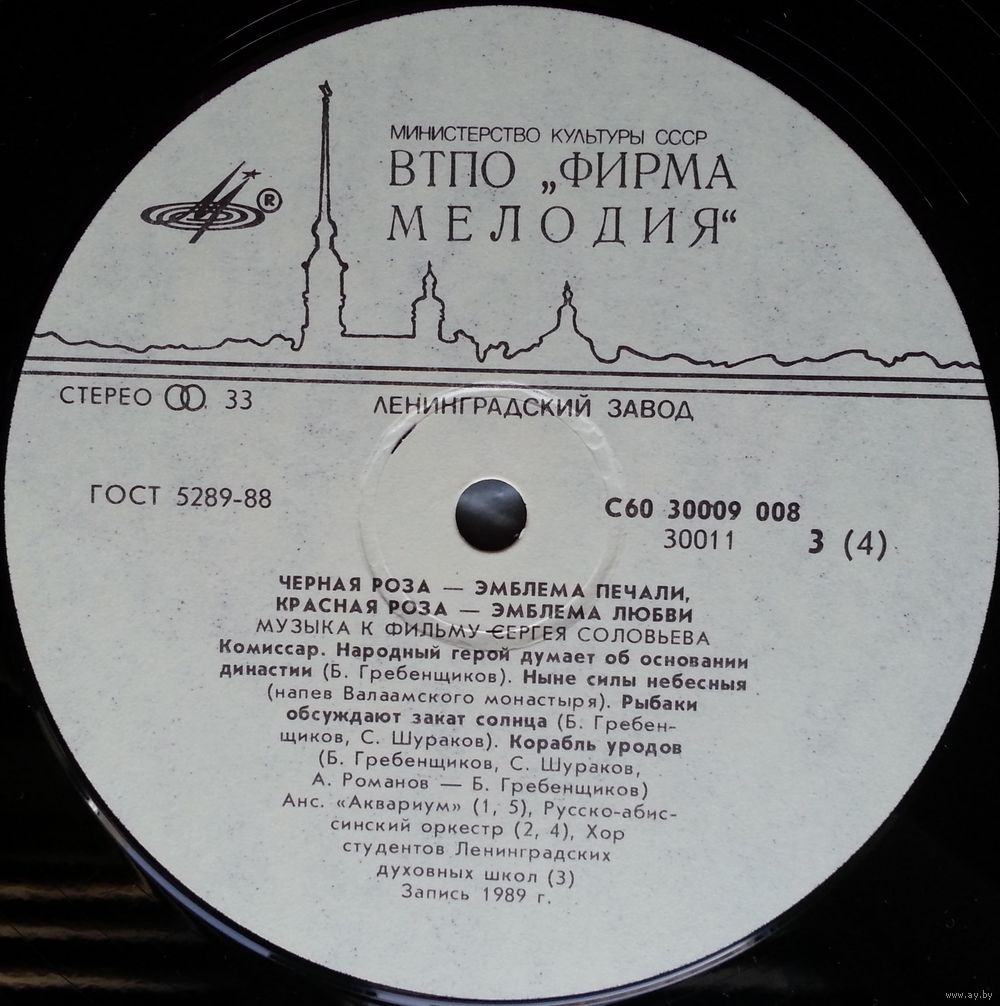 МИНИСТЕРСТВО КУЛЬТУРЫ СССР
ВТПО „ФИРМА
МЕЛОДИЯ“
®
СТЕРЕО 33
ЛЕНИНГРАДСКИЙ ЗАВОД
ГОСТ 5289-88
С60 30009 008
30011 3 (4)
ЧЕРНАЯ РОЗА — ЭМБЛЕМА ПЕЧАЛИ,
КРАСНАЯ РОЗА — ЭМБЛЕМА ЛЮБВИ
МУЗЫКА К ФИЛЬМУ СЕРГЕЯ СОЛОВЬЕВА
Комиссар. Народный герой думает об основании
династии (Б. Гребенщиков). Ныне силы небесныя
(напев Валаамского монастыря). Рыбаки
обсуждают закат солнца (Б. Гребен-
щиков, С. Шураков). Корабль уродов
(Б. Гребенщиков, С. Шураков,
А. Романов — Б. Гребенщиков)
Анс. «Аквариум» (1, 5), Русско-абис-
синский оркестр (2, 4), Хор
студентов Ленинградских
духовных школ (3)
Запись 1989 г.
www.ay.by